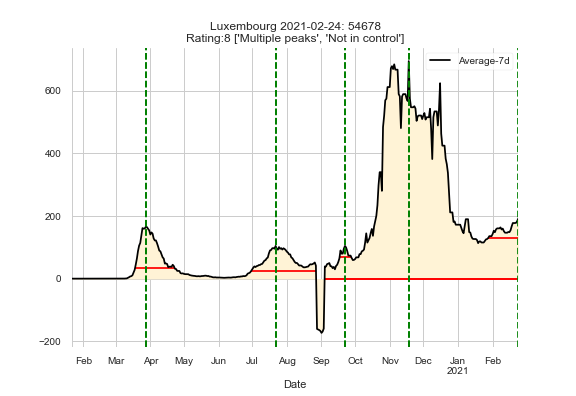 Luxembourg 2021-02-24: 54678
Rating:8 ['Multiple peaks', 'Not in control']
Average-7d
600
400
200
0
−200
Feb Mar Apr May Jun Jul Aug Sep Oct Nov Dec Jan Feb
2021
Date